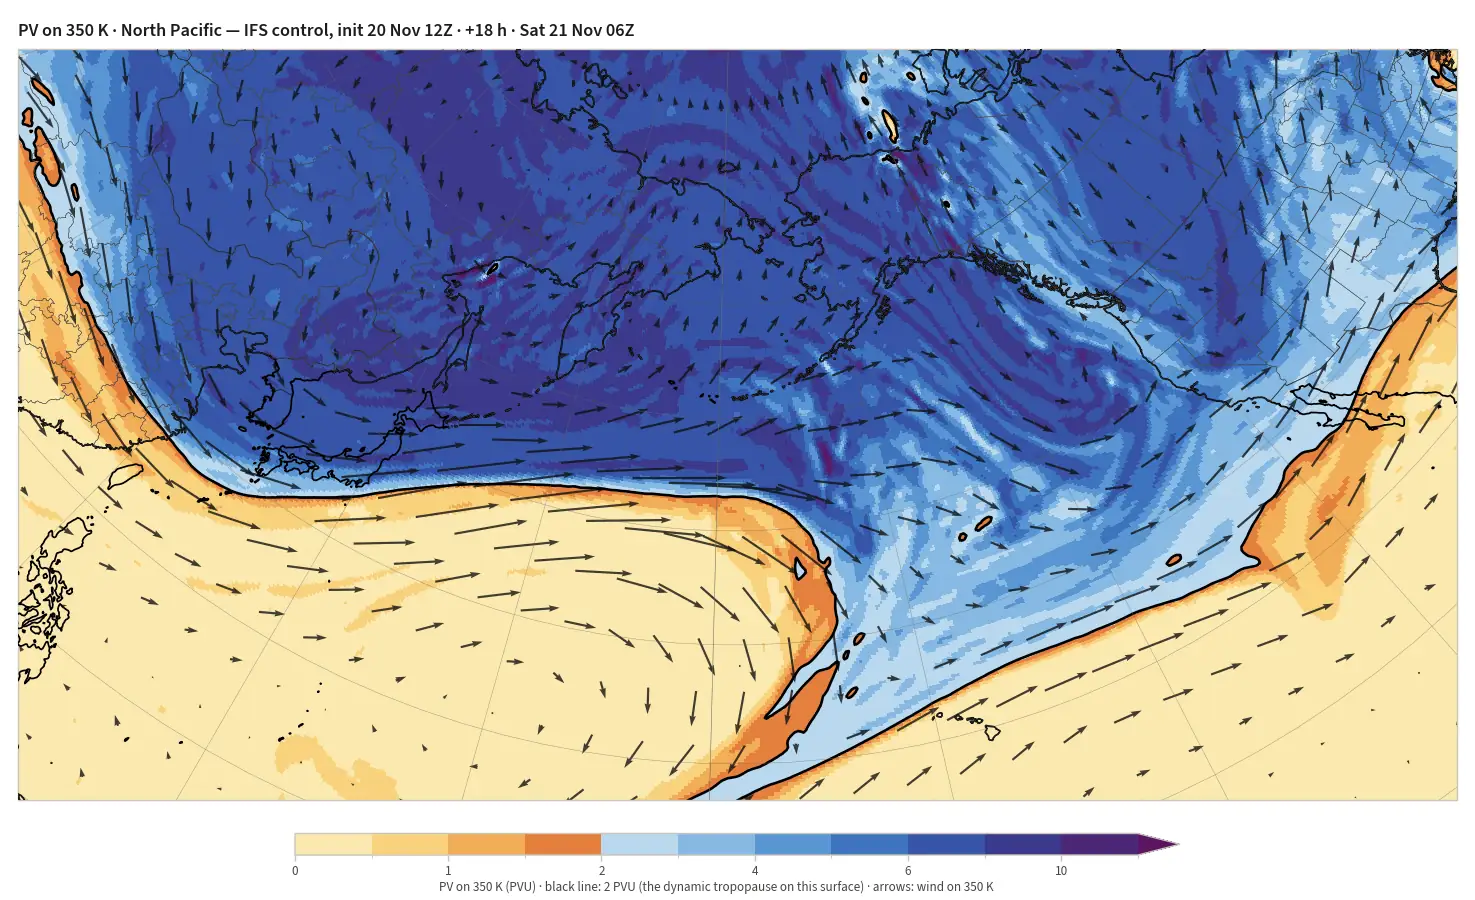 PV on 350 K · North Pacific — IFS control, init 20 Nov 12Z · +18 h · Sat 21 Nov 06Z
0 1 2 4 6 10
PV on 350 K (PVU) · black line: 2 PVU (the dynamic tropopause on this surface) · arrows: wind on 350 K